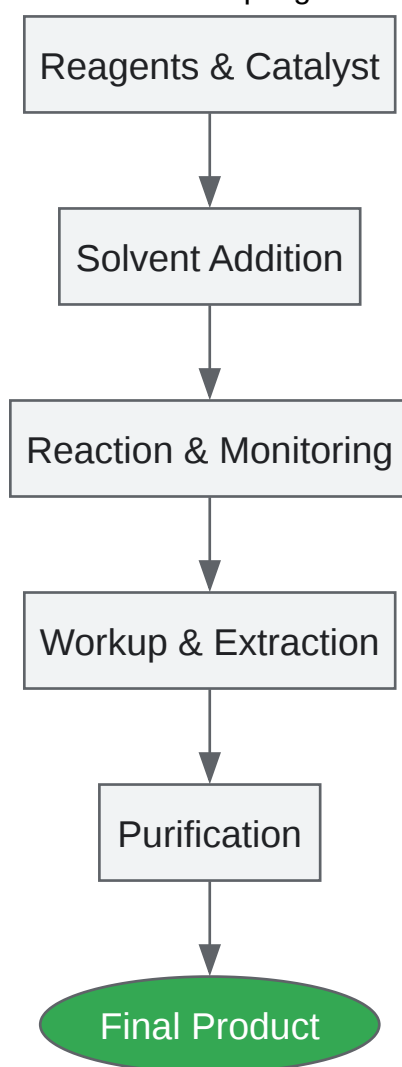 Reagents & Catalyst
Solvent Addition
Reaction & Monitoring
Workup & Extraction
Purification
Final Product